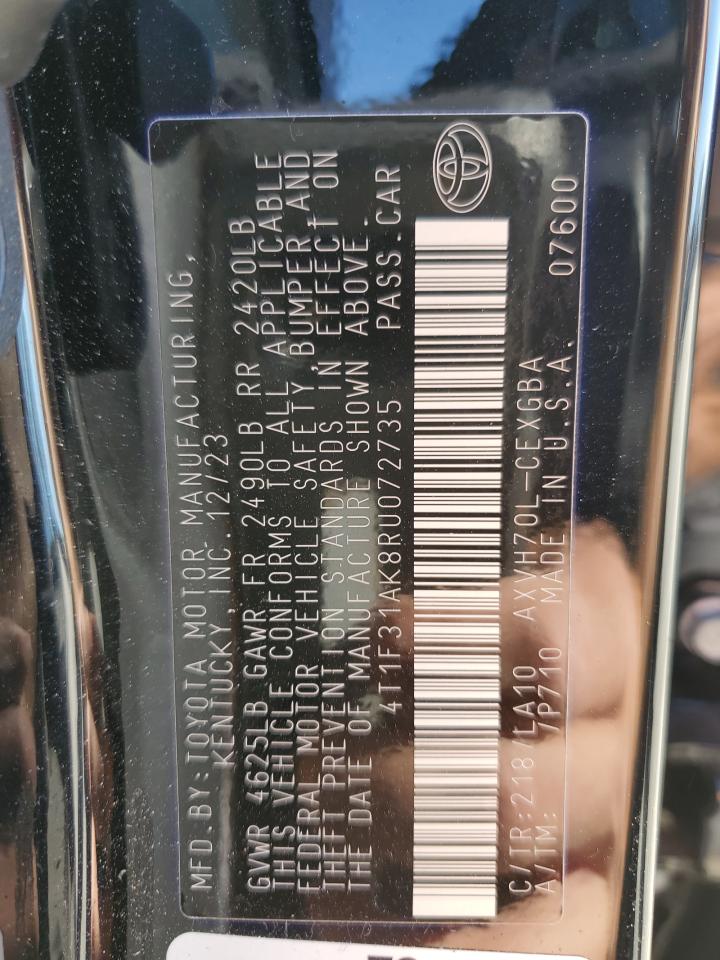 MFD.BY:TOYOTA MOTOR MANUFACTURING,
KENTUCKY, INC.12/23
GVWR 4625LB GAWR FR 2490LB RR 2420LB
THIS VEHICLE CONFORMS TO ALL APPLICABLE
FEDERAL MOTOR VEHICLE SAFETY,BUMPER AND
THEFT PREVENTION STANDARDS IN EFFECT ON
THE DATE OF MANUFACTURE SHOWN ABOVE.
4T1F31AK8RU072735 PASS.CAR
C/TR:218/LA10 AXVH70L-CEXGBA
A/TM: /P710 MADE IN U.S.A. 07600